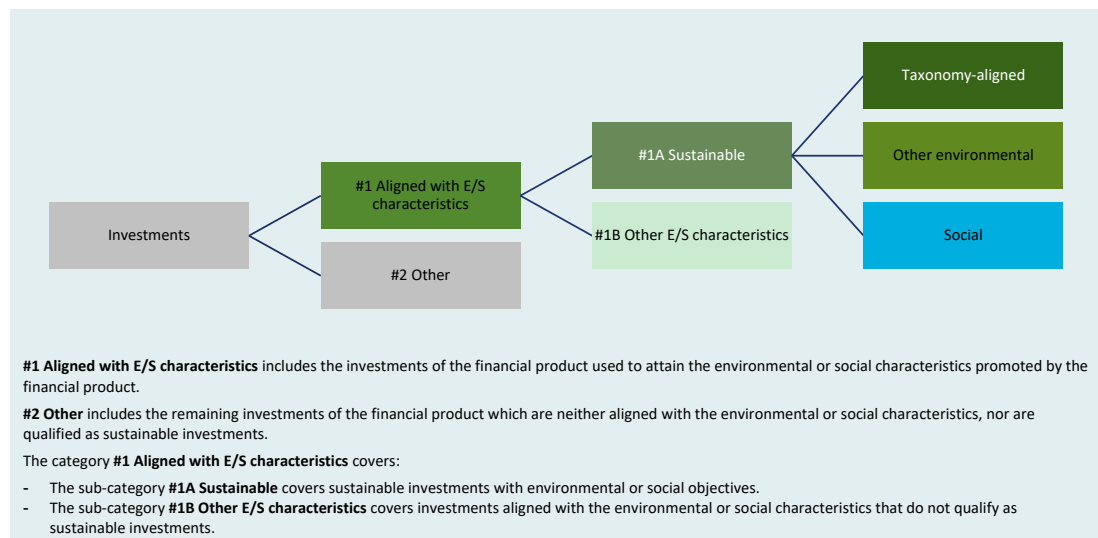 Taxonomy-aligned
#1A Sustainable
Other environmental
#1 Aligned with E/S
characteristics
Investments
#1B Other E/S characteristics
Social
#2 Other
#1 Aligned with E/S characteristics includes the investments of the financial product used to attain the environmental or social characteristics promoted by the
financial product.
#2 Other includes the remaining investments of the financial product which are neither aligned with the environmental or social characteristics, nor are
qualified as sustainable investments.
The category #1 Aligned with E/S characteristics covers:
- The sub-category #1A Sustainable covers sustainable investments with environmental or social objectives.
- The sub-category #1B Other E/S characteristics covers investments aligned with the environmental or social characteristics that do not qualify as
sustainable investments.